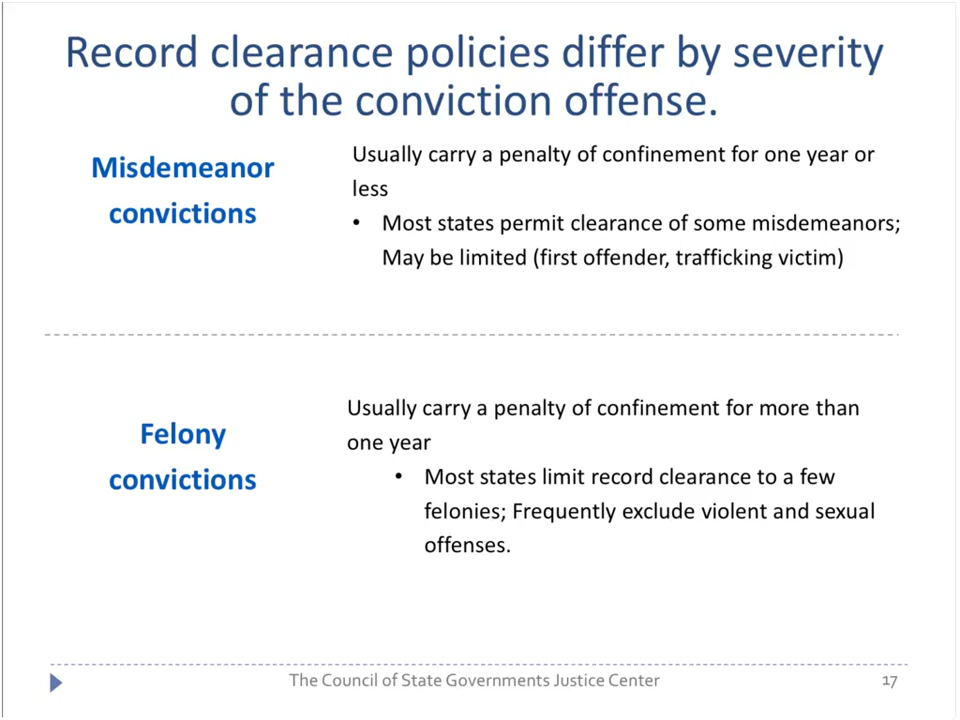 Record clearance policies differ by severity
of the conviction offense.
Misdemeanor
convictions
Usually carry a penalty of confinement for one year or
less
• Most states permit clearance of some misdemeanors;
May be limited (first offender, trafficking victim)
Felony
convictions
Usually carry a penalty of confinement for more than
one year
• Most states limit record clearance to a few
felonies; Frequently exclude violent and sexual
offenses.
The Council of State Governments Justice Center
17